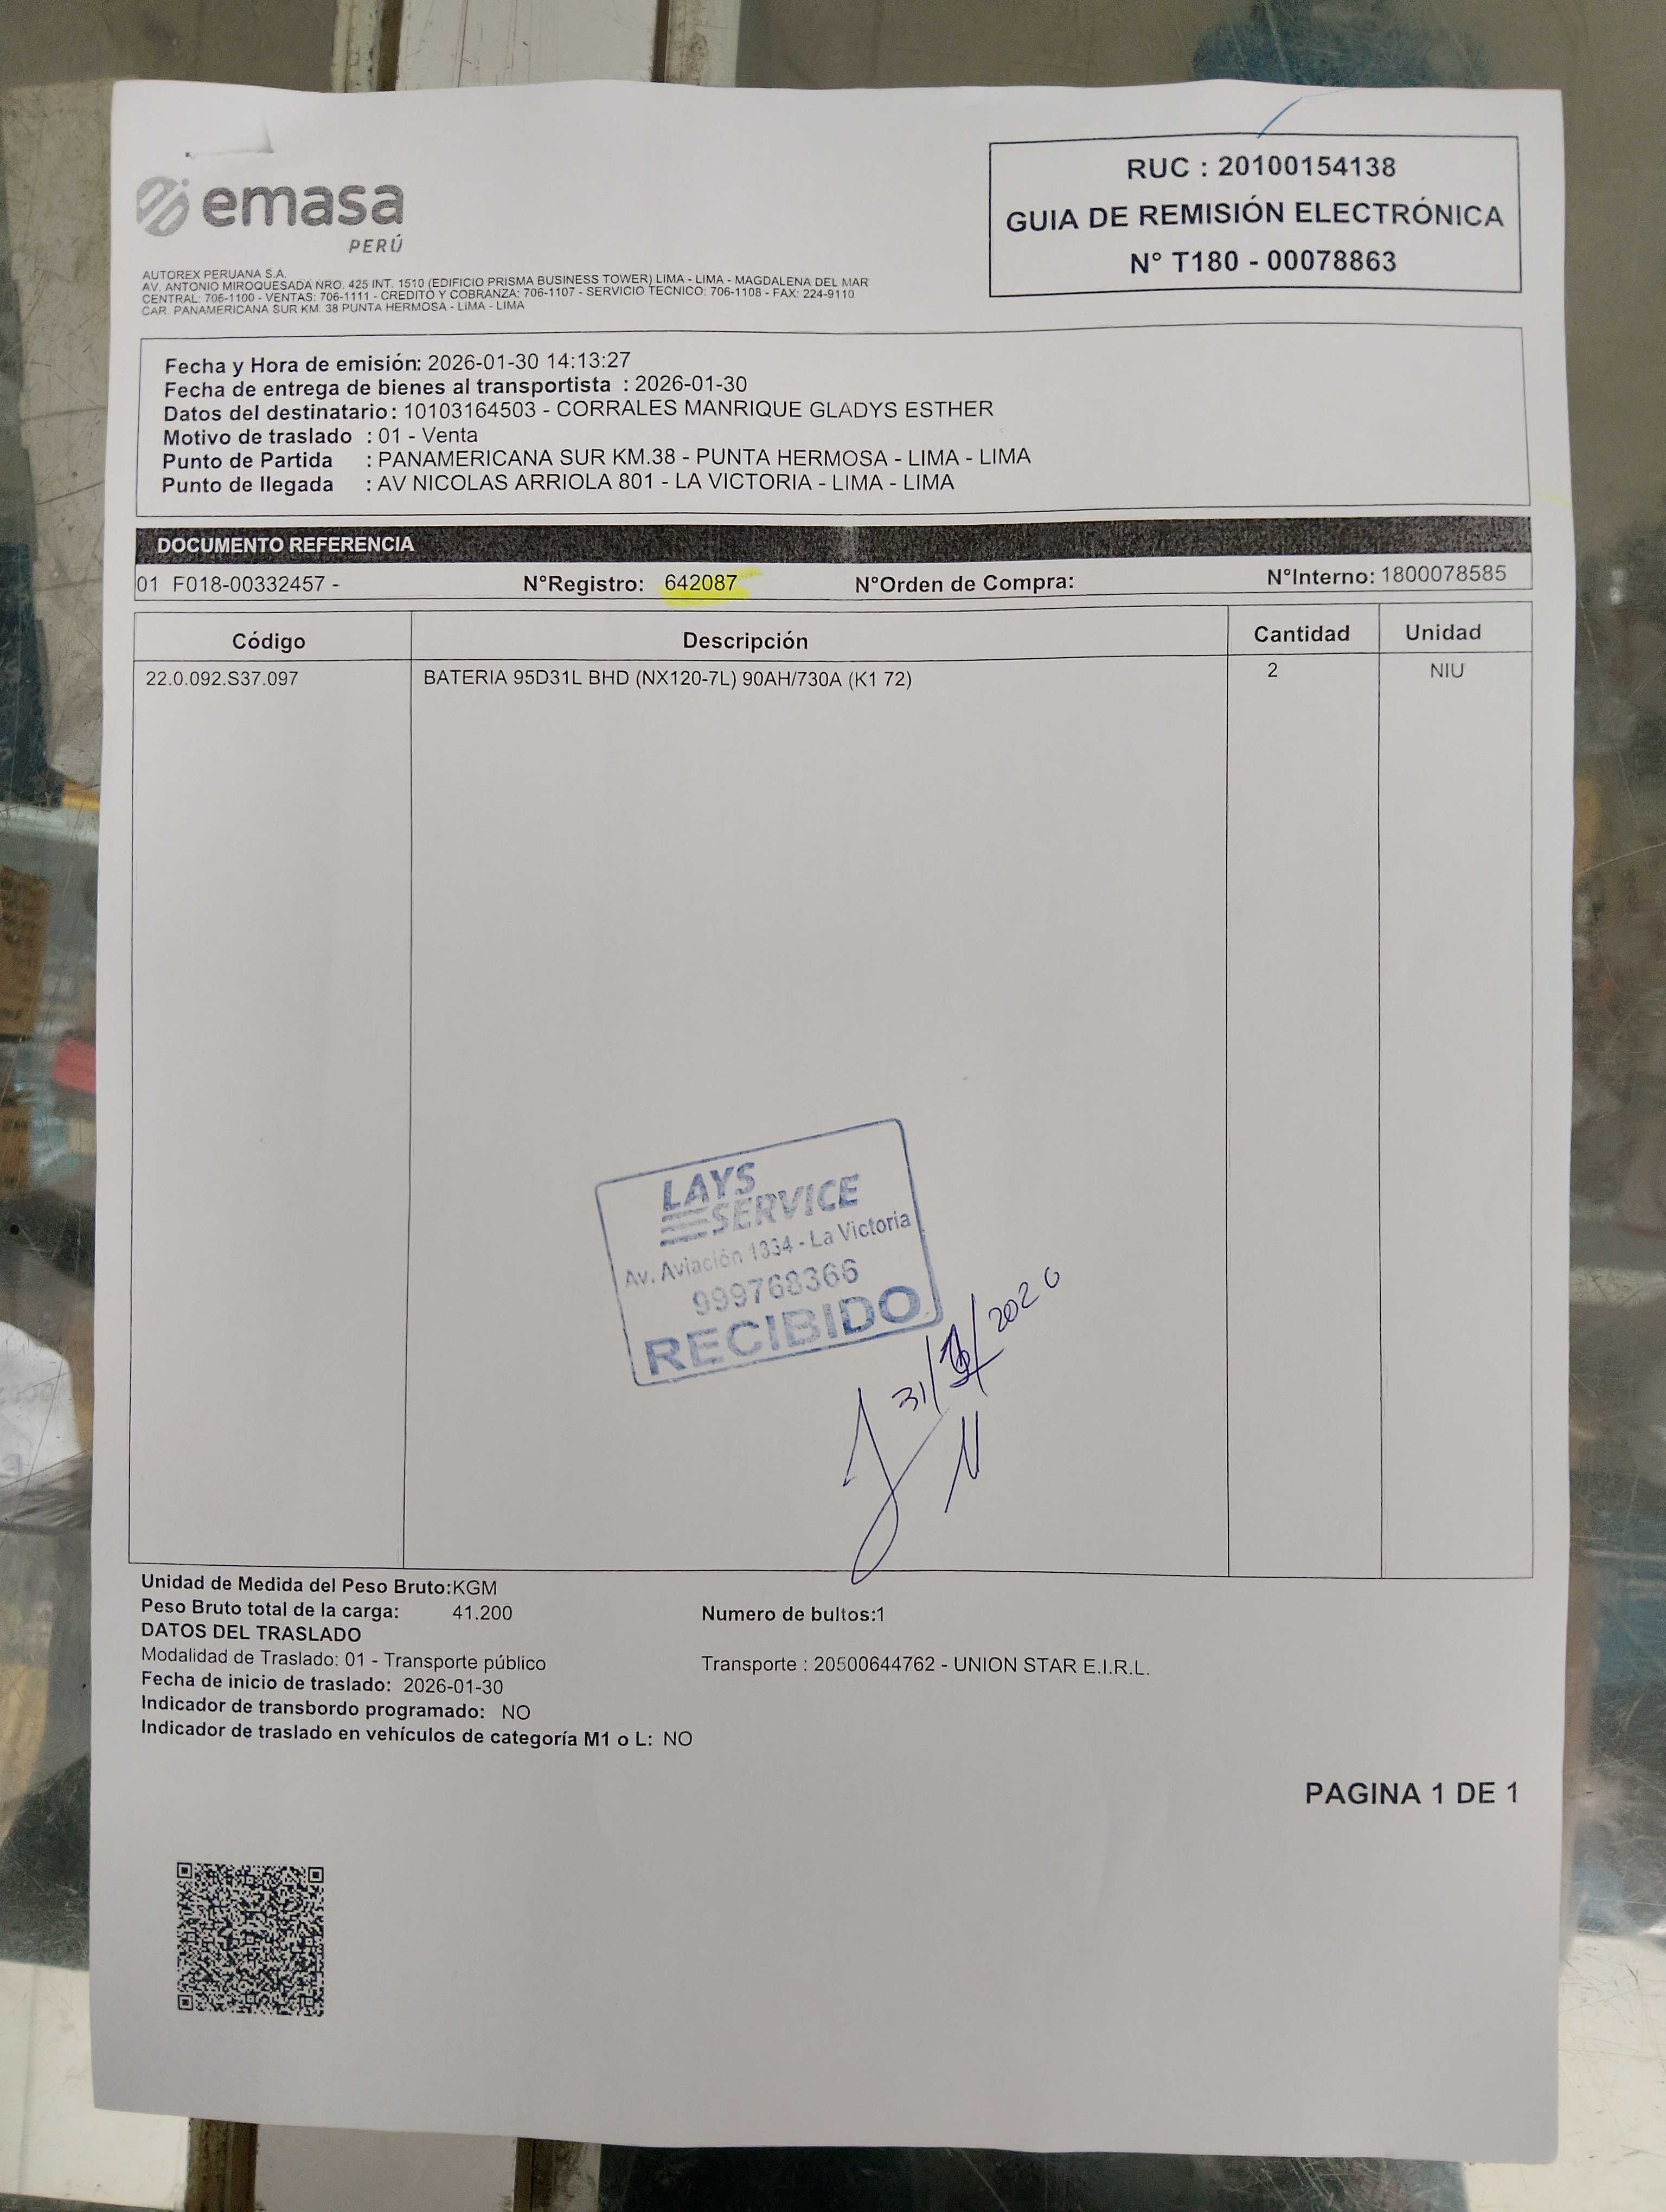 emasa
PERÚ
RUC : 20100154138
GUIA DE REMISIÓN ELECTRÓNICA
N° T180 - 00078863
AUTOREX PERUANA S.A.
AV. ANTONIO MIROQUESADA NRO. 425 INT. 1510 (EDIFICIO PRISMA BUSINESS TOWER) LIMA - LIMA - MAGDALENA DEL MAR
CENTRAL: 706-1100 - VENTAS: 706-1111 - CREDITO Y COBRANZA: 706-1107 - SERVICIO TECNICO: 706-1108 - FAX: 224-9110
CAR. PANAMERICANA SUR KM. 38 PUNTA HERMOSA - LIMA - LIMA
Fecha y Hora de emisión: 2026-01-30 14:13:27
Fecha de entrega de bienes al transportista : 2026-01-30
Datos del destinatario: 10103164503 - CORRALES MANRIQUE GLADYS ESTHER
Motivo de traslado : 01 - Venta
Punto de Partida : PANAMERICANA SUR KM.38 - PUNTA HERMOSA - LIMA - LIMA
Punto de llegada : AV NICOLAS ARRIOLA 801 - LA VICTORIA - LIMA - LIMA
DOCUMENTO REFERENCIA
01 F018-00332457 - N°Registro: 642087 N°Orden de Compra: N°Interno: 1800078585
Código Descripción Cantidad Unidad
22.0.092.S37.097 BATERIA 95D31L BHD (NX120-7L) 90AH/730A (K1 72) 2 NIU
LAYS
SERVICE
Av. Aviación 1334 - La Victoria
999768366
RECIBIDO
Unidad de Medida del Peso Bruto:KGM
Peso Bruto total de la carga: 41.200 Numero de bultos:1
DATOS DEL TRASLADO
Modalidad de Traslado: 01 - Transporte público Transporte : 20500644762 - UNION STAR E.I.R.L.
Fecha de inicio de traslado: 2026-01-30
Indicador de transbordo programado: NO
Indicador de traslado en vehículos de categoría M1 o L: NO
PAGINA 1 DE 1